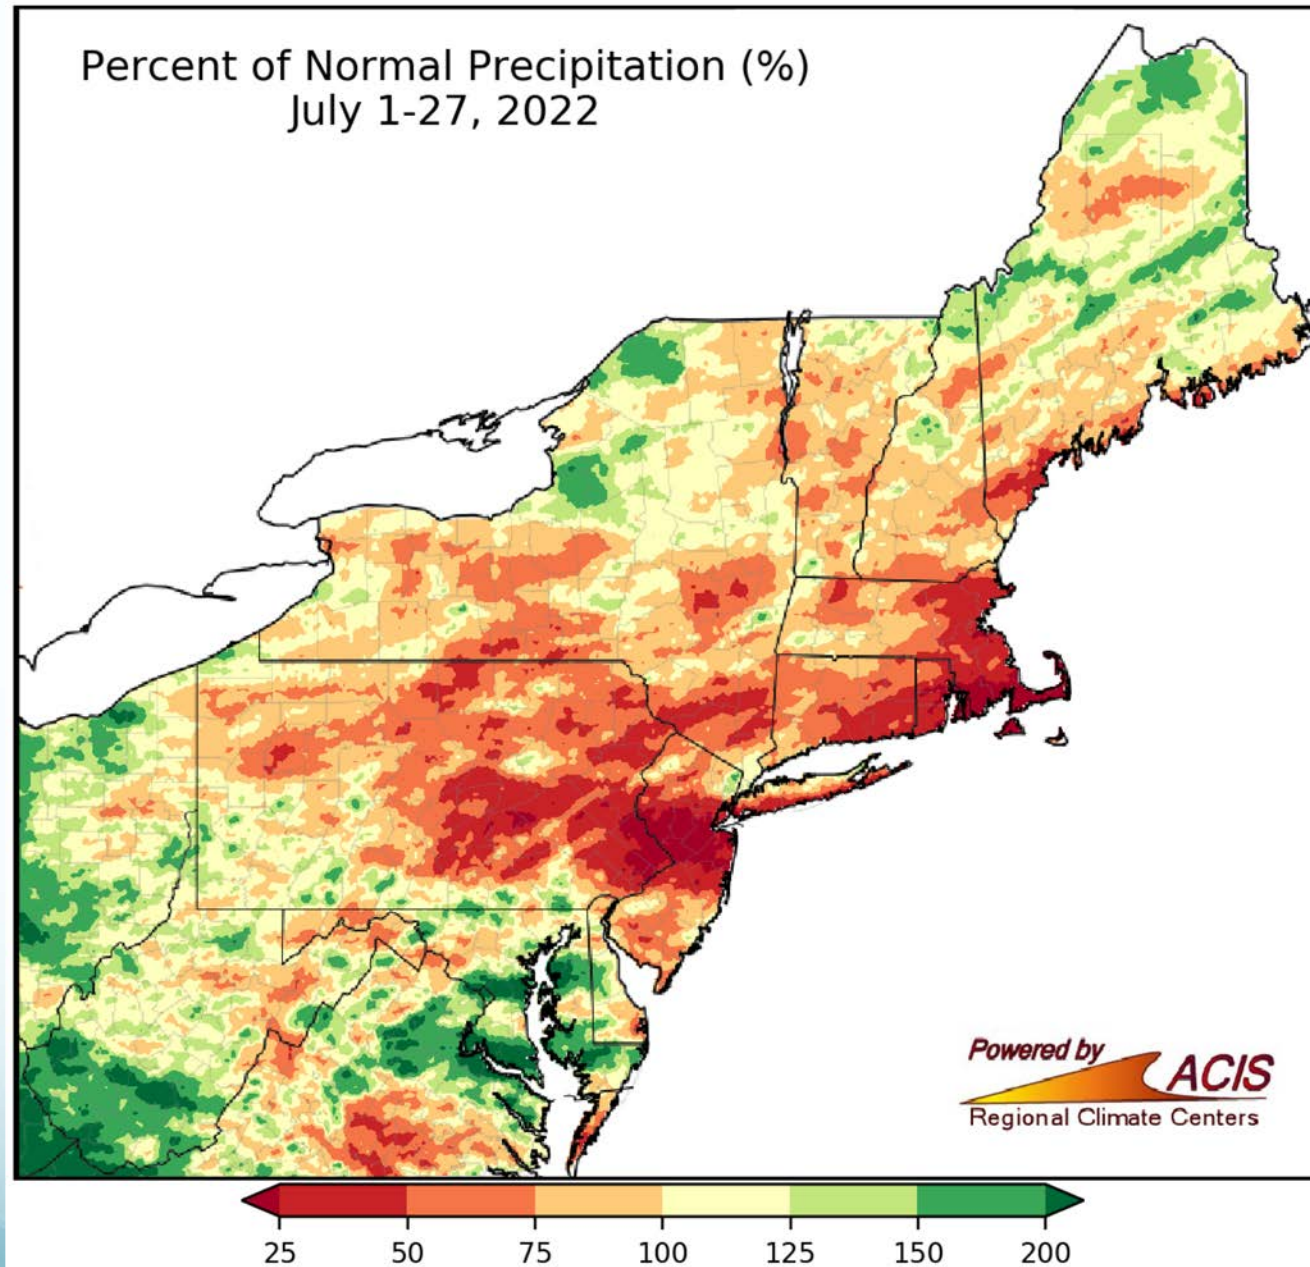 Percent of Normal Precipitation (%)
July 1-27, 2022
Powered by
ACIS
Regional Climate Centers
25 50 75 100 125 150 200